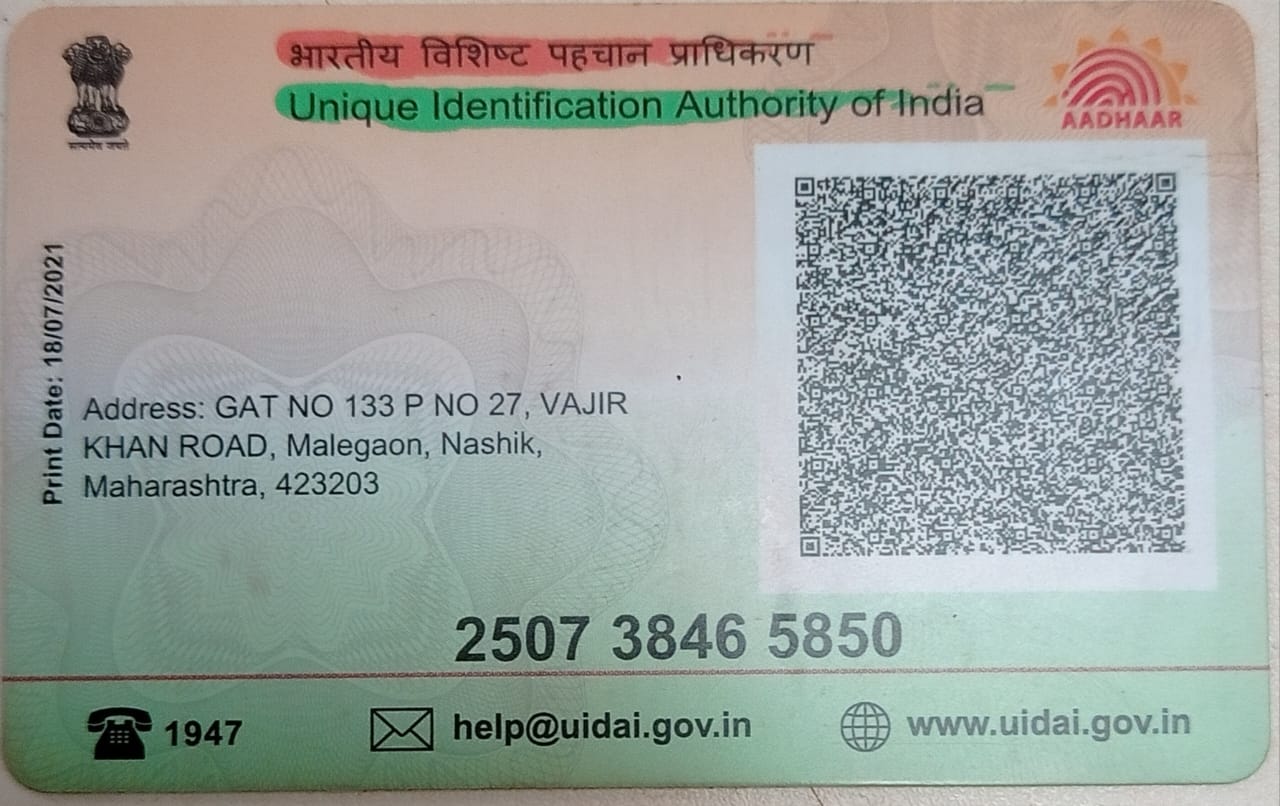 भारतीय विशिष्ट पहचान प्राधिकरण
Unique Identification Authority of India
सत्यमेव जयते
AADHAAR
Print Date: 18/07/2021
Address: GAT NO 133 P NO 27, VAJIR
KHAN ROAD, Malegaon, Nashik,
Maharashtra, 423203
2507 3846 5850
1947
help@uidai.gov.in
www.uidai.gov.in